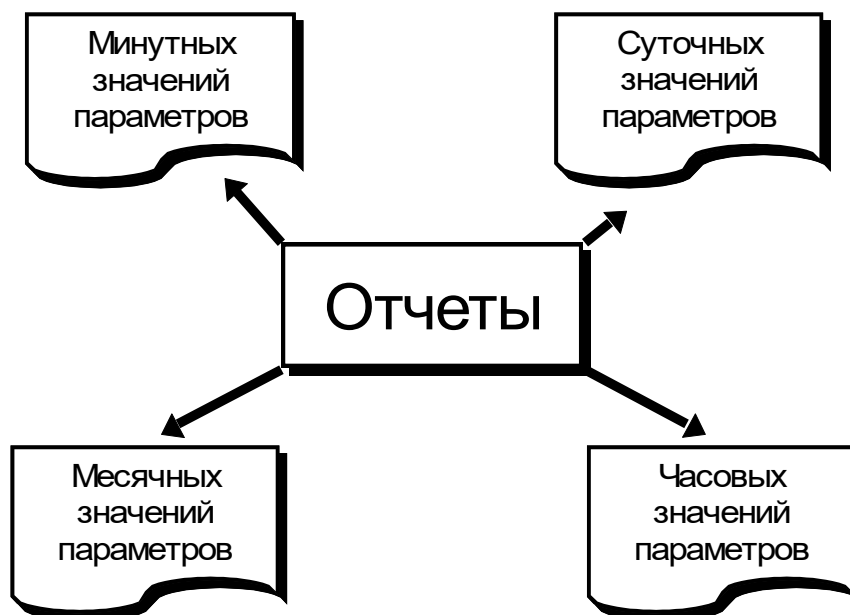 Минутных
значений
параметров
Суточных
значений
параметров
Отчеты
Месячных
значений
параметров
Часовых
значений
параметров